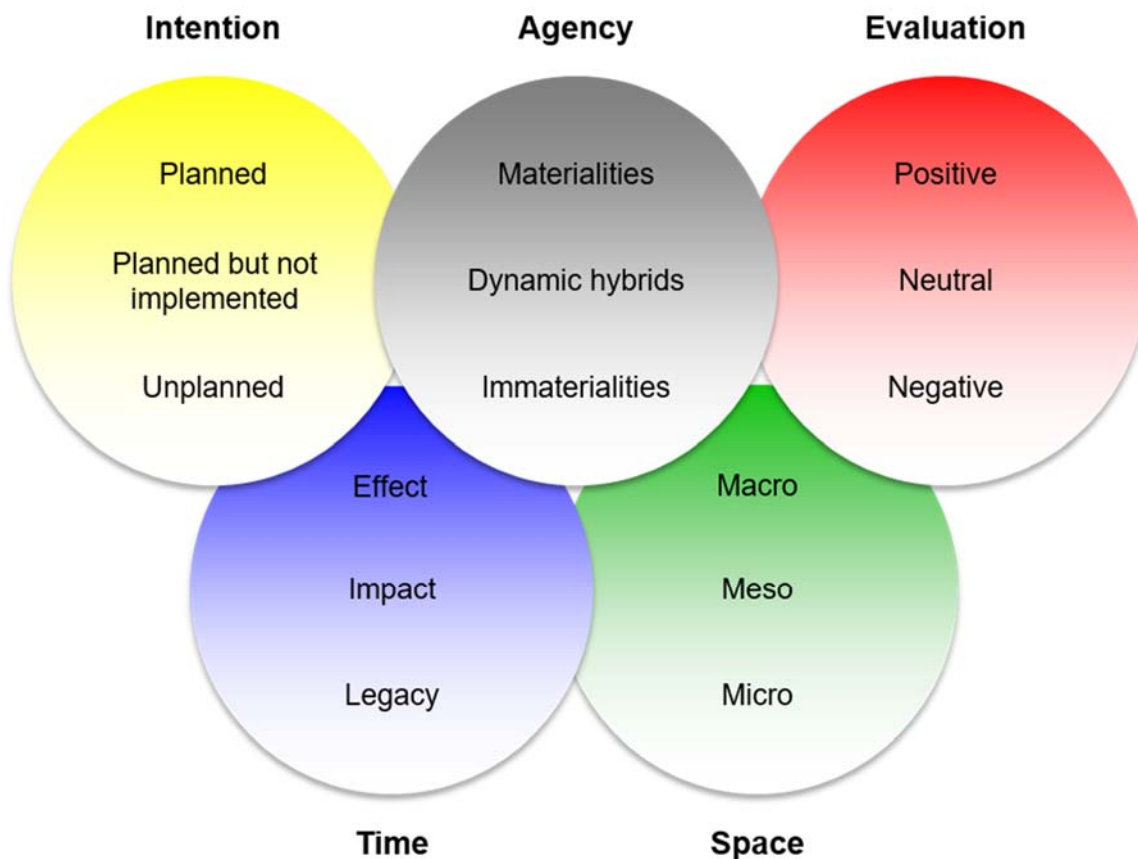 Intention
Agency
Evaluation
Planned
Materialities
Positive
Planned but not
implemented
Dynamic hybrids
Neutral
Unplanned
Immaterialities
Negative
Effect
Macro
Impact
Meso
Legacy
Micro
Time
Space